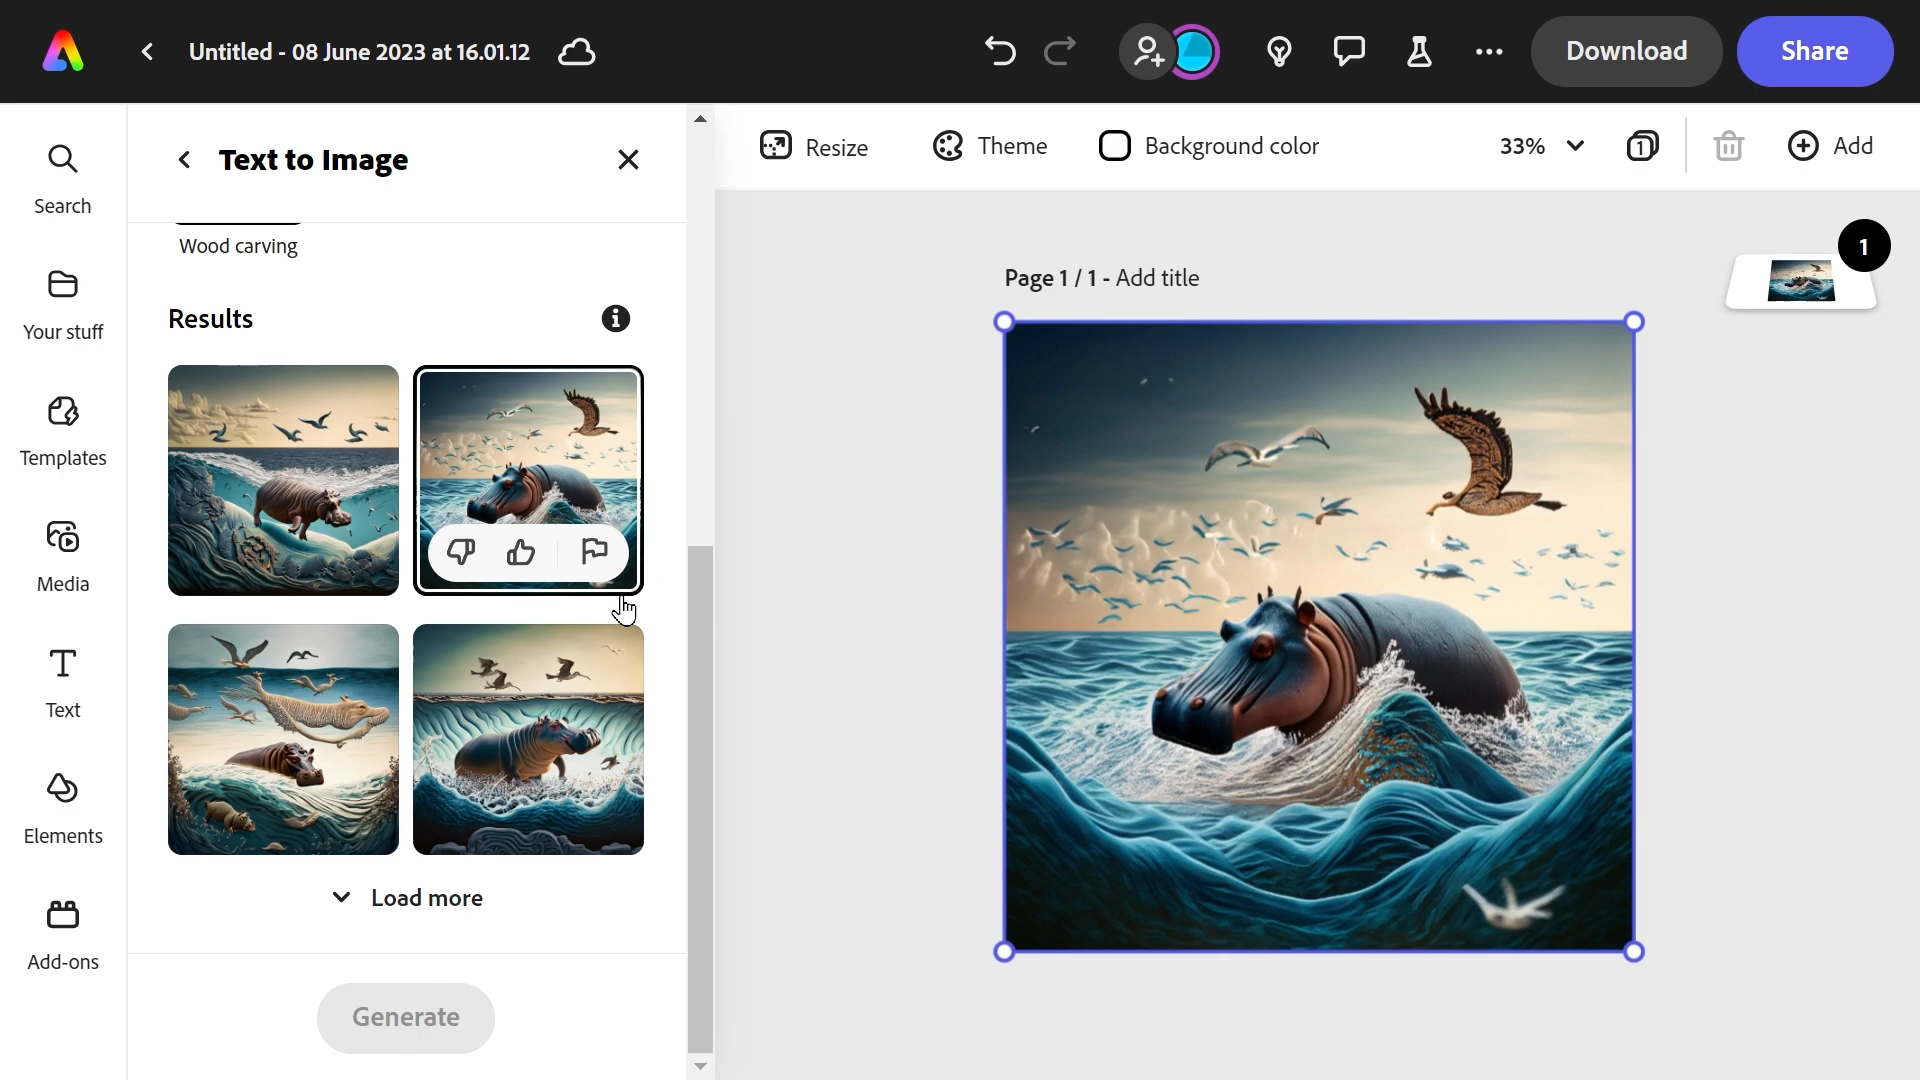 Untitled - 08 June 2023 at 16.01.12
Download
Share
Search
Your stuff
Templates
Media
Text
Elements
Add-ons
Text to Image
Wood carving
Results
Load more
Generate
Resize
Theme
Background color
33%
1
Add
Page 1 / 1 - Add title
1